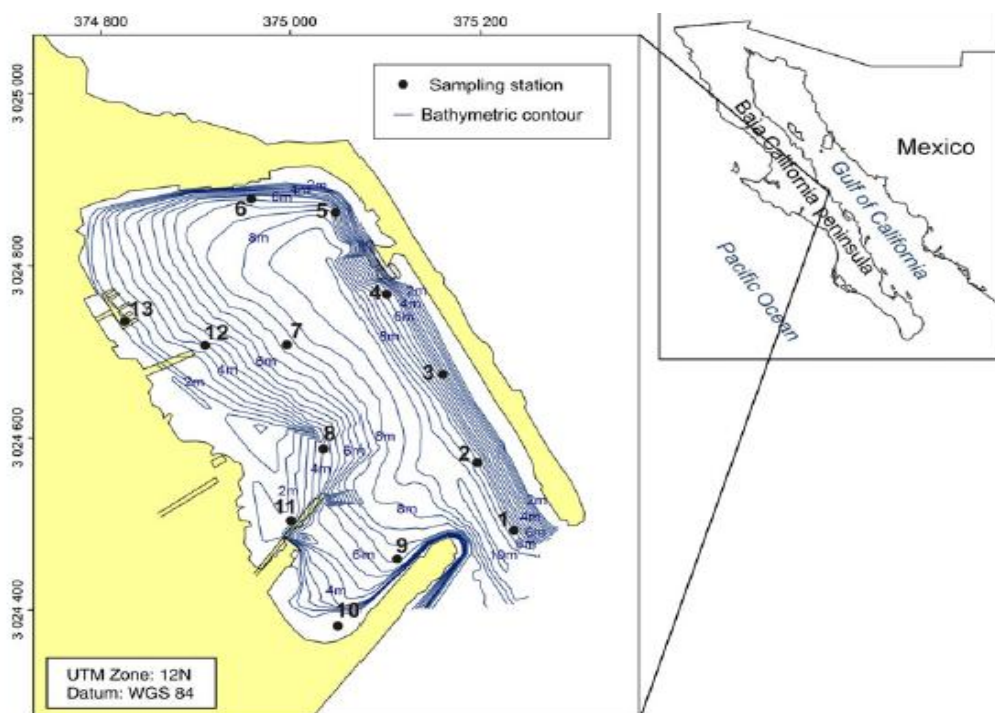 374 800
375 000
375 200
3 025 000
3 024 800
3 024 600
3 024 400
Sampling station
Bathymetric contour
2m
4m
6m
6
5
8m
4
2m
4m
6m
8m
13
12
7
3
2m
4m
6m
8
8m
6m
4m
2
2m
11
8m
1
2m
4m
6m
8m
10m
9
6m
4m
10
UTM Zone: 12N
Datum: WGS 84
Mexico
Baja California peninsula
Gulf of California
Pacific Ocean